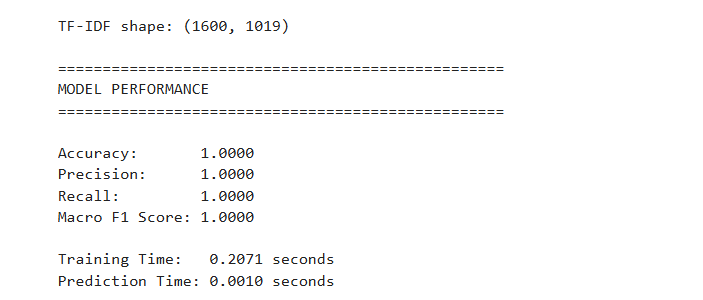 TF-IDF shape: (1600, 1019)
==================================================
MODEL PERFORMANCE
==================================================
Accuracy: 1.0000
Precision: 1.0000
Recall: 1.0000
Macro F1 Score: 1.0000
Training Time: 0.2071 seconds
Prediction Time: 0.0010 seconds